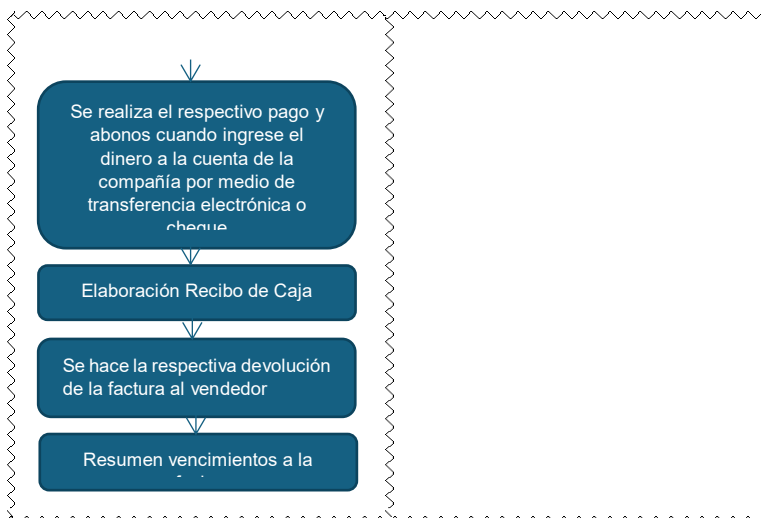 Se realiza el respectivo pago y
abonos cuando ingrese el
dinero a la cuenta de la
compañía por medio de
transferencia electrónica o
cheque
Elaboración Recibo de Caja
Se hace la respectiva devolución
de la factura al vendedor
Resumen vencimientos a la